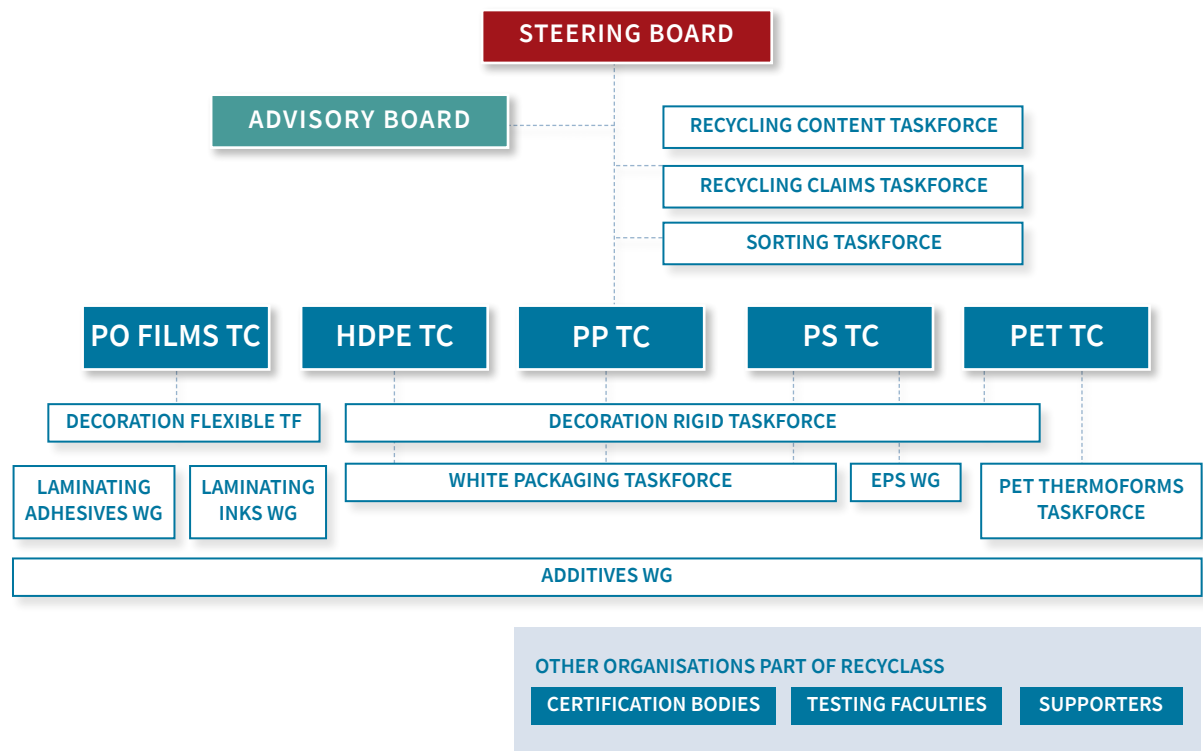 STEERING BOARD
ADVISORY BOARD
RECYCLING CONTENT TASKFORCE
RECYCLING CLAIMS TASKFORCE
SORTING TASKFORCE
PO FILMS TC
HDPE TC
PP TC
PS TC
PET TC
DECORATION FLEXIBLE TF
DECORATION RIGID TASKFORCE
LAMINATING
ADHESIVES WG
LAMINATING
INKS WG
WHITE PACKAGING TASKFORCE
EPS WG
PET THERMOFORMS
TASKFORCE
ADDITIVES WG
OTHER ORGANISATIONS PART OF RECYCLASS
CERTIFICATION BODIES
TESTING FACULTIES
SUPPORTERS